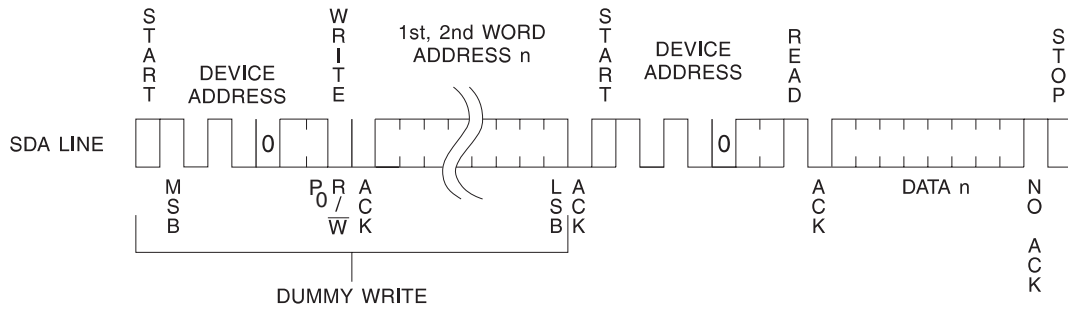 START
WRITE
1st, 2nd WORD
ADDRESS n
START
DEVICE
ADDRESS
READ
STOP
DEVICE
ADDRESS
SDA LINE
0
0
MSB
P0
R/W
ACK
LSB
ACK
ACK
DATA n
NO ACK
DUMMY WRITE